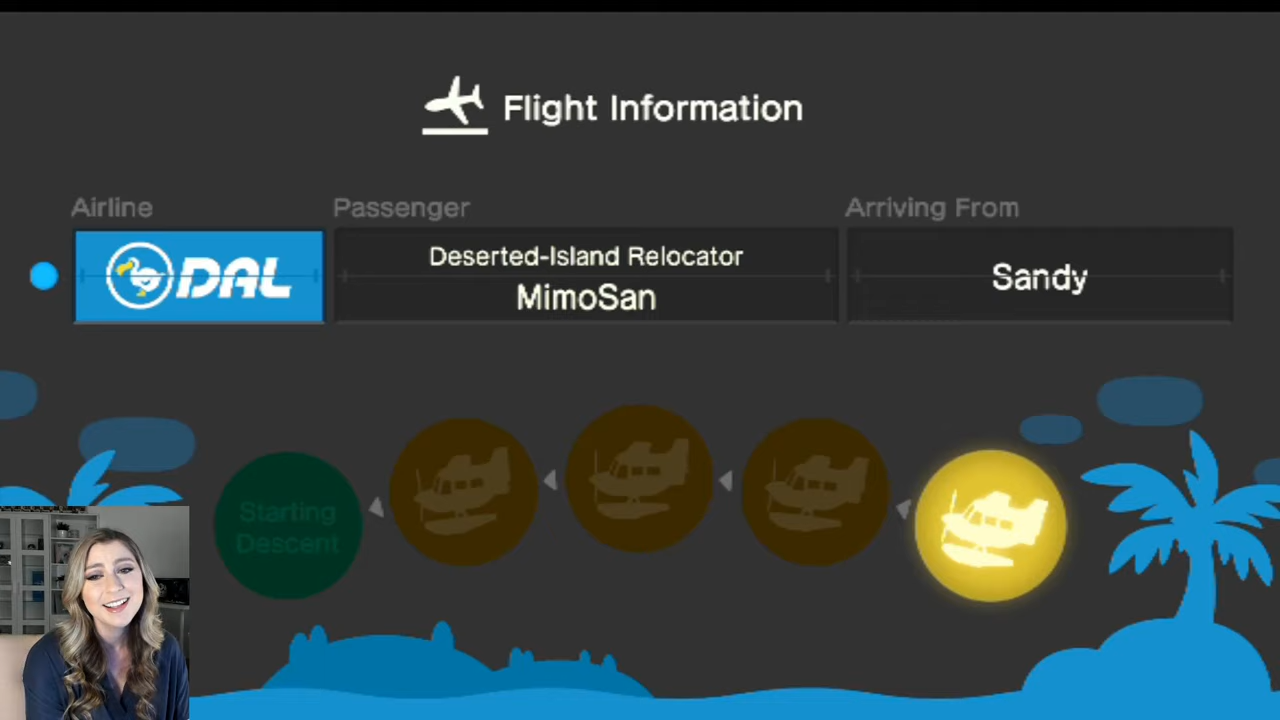 Flight Information
Airline
Passenger
Arriving From
DAL
Deserted-Island Relocator
MimoSan
Sandy
Starting
Descent